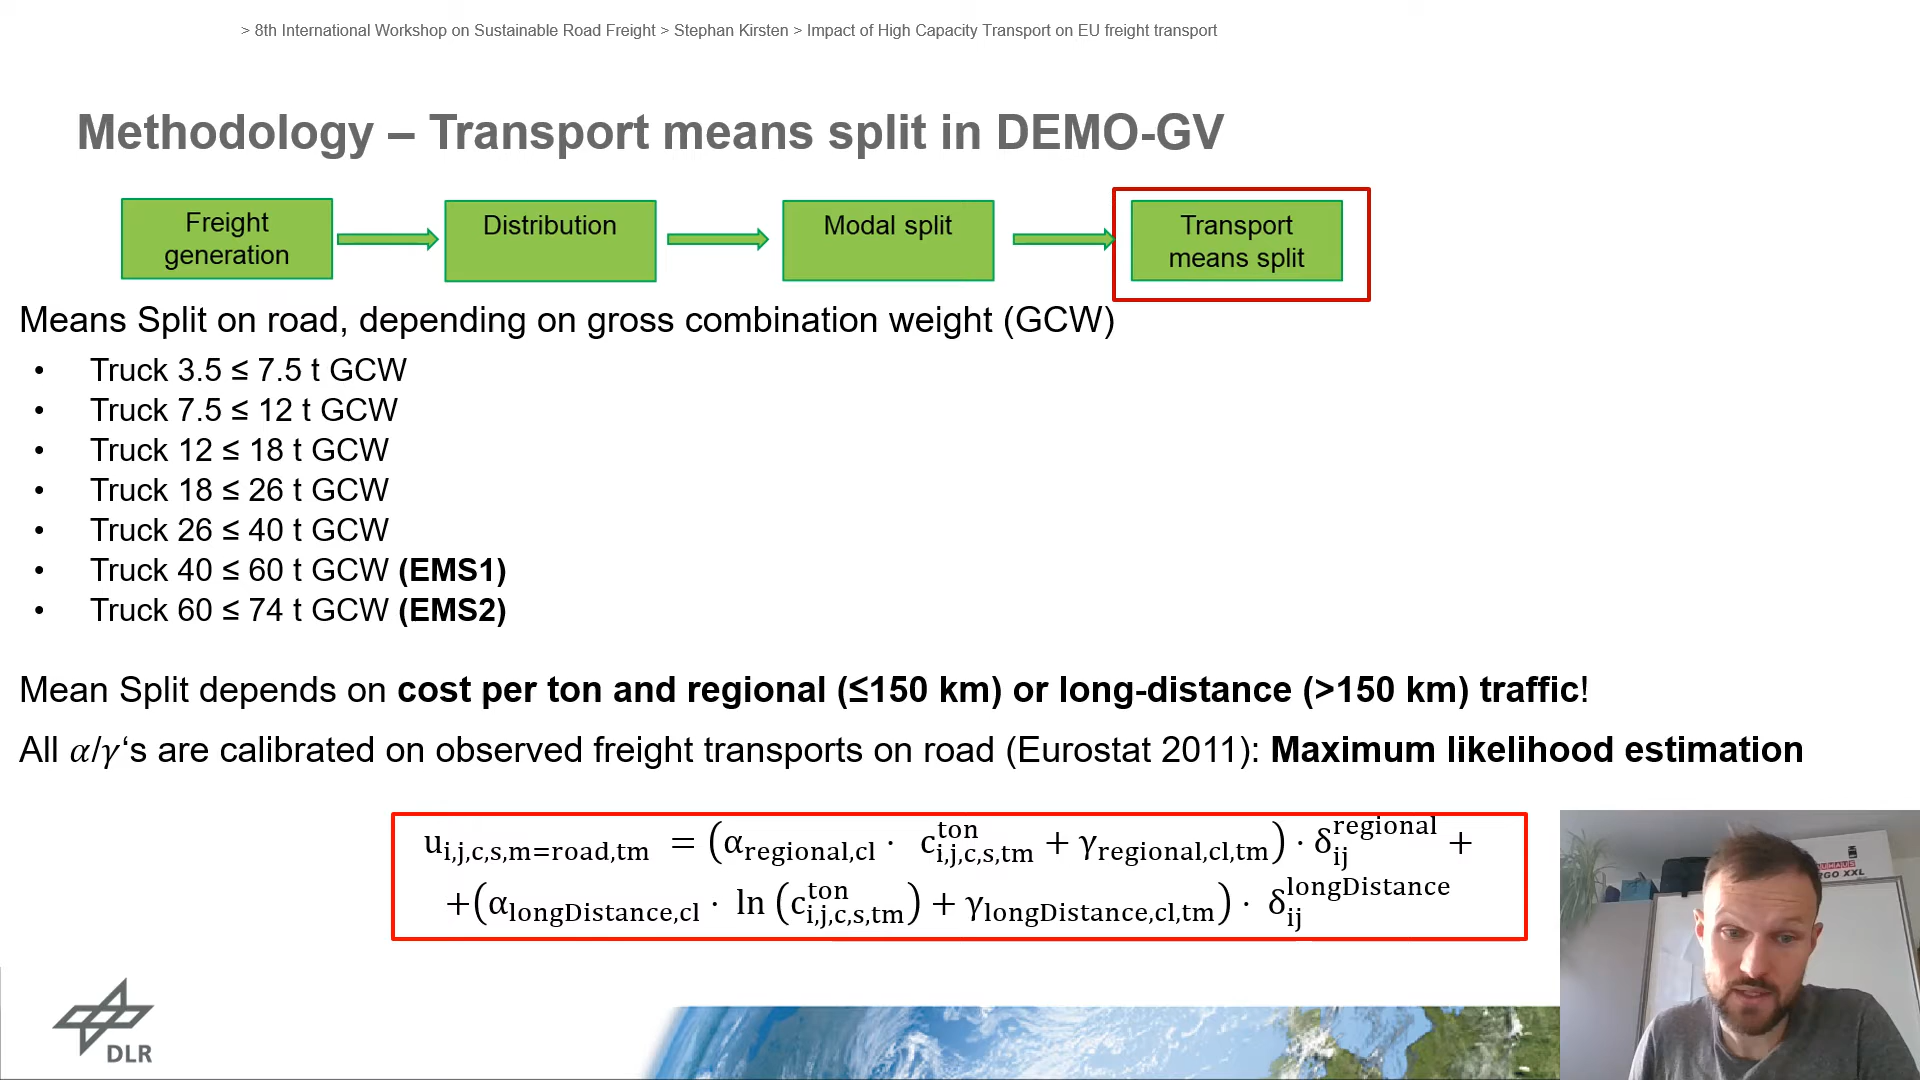 > 8th International Workshop on Sustainable Road Freight > Stephan Kirsten > Impact of High Capacity Transport on EU freight transport
Methodology – Transport means split in DEMO-GV
Freight
generation
Distribution
Modal split
Transport
means split
Means Split on road, depending on gross combination weight (GCW)
• Truck 3.5 ≤ 7.5 t GCW
• Truck 7.5 ≤ 12 t GCW
• Truck 12 ≤ 18 t GCW
• Truck 18 ≤ 26 t GCW
• Truck 26 ≤ 40 t GCW
• Truck 40 ≤ 60 t GCW (EMS1)
• Truck 60 ≤ 74 t GCW (EMS2)
Mean Split depends on cost per ton and regional (≤150 km) or long-distance (>150 km) traffic!
All α/γ‘s are calibrated on observed freight transports on road (Eurostat 2011): Maximum likelihood estimation
u_{i,j,c,s,m=road,tm} = (α_{regional,cl} · c^{ton}_{i,j,c,s,tm} + γ_{regional,cl,tm}) · δ^{regional}_{ij} +
+(α_{longDistance,cl} · ln (c^{ton}_{i,j,c,s,tm}) + γ_{longDistance,cl,tm}) · δ^{longDistance}_{ij}
DLR
RGO XXL